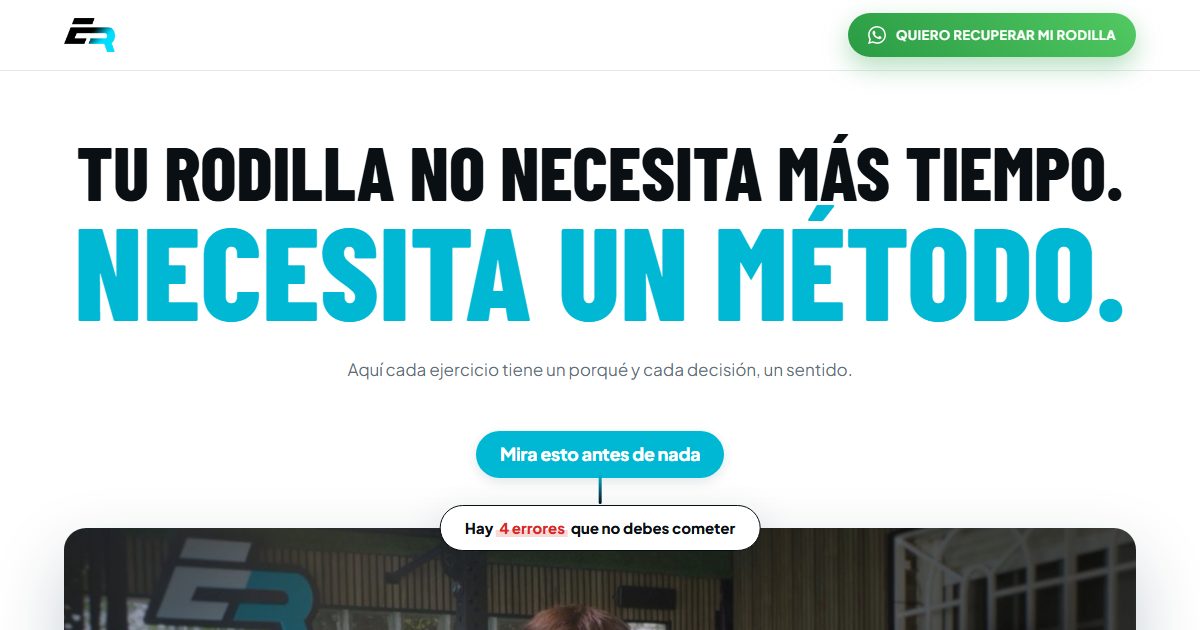 ER
QUIERO RECUPERAR MI RODILLA
TU RODILLA NO NECESITA MÁS TIEMPO.
NECESITA UN MÉTODO.
Aquí cada ejercicio tiene un porqué y cada decisión, un sentido.
Mira esto antes de nada
Hay 4 errores que no debes cometer
ER